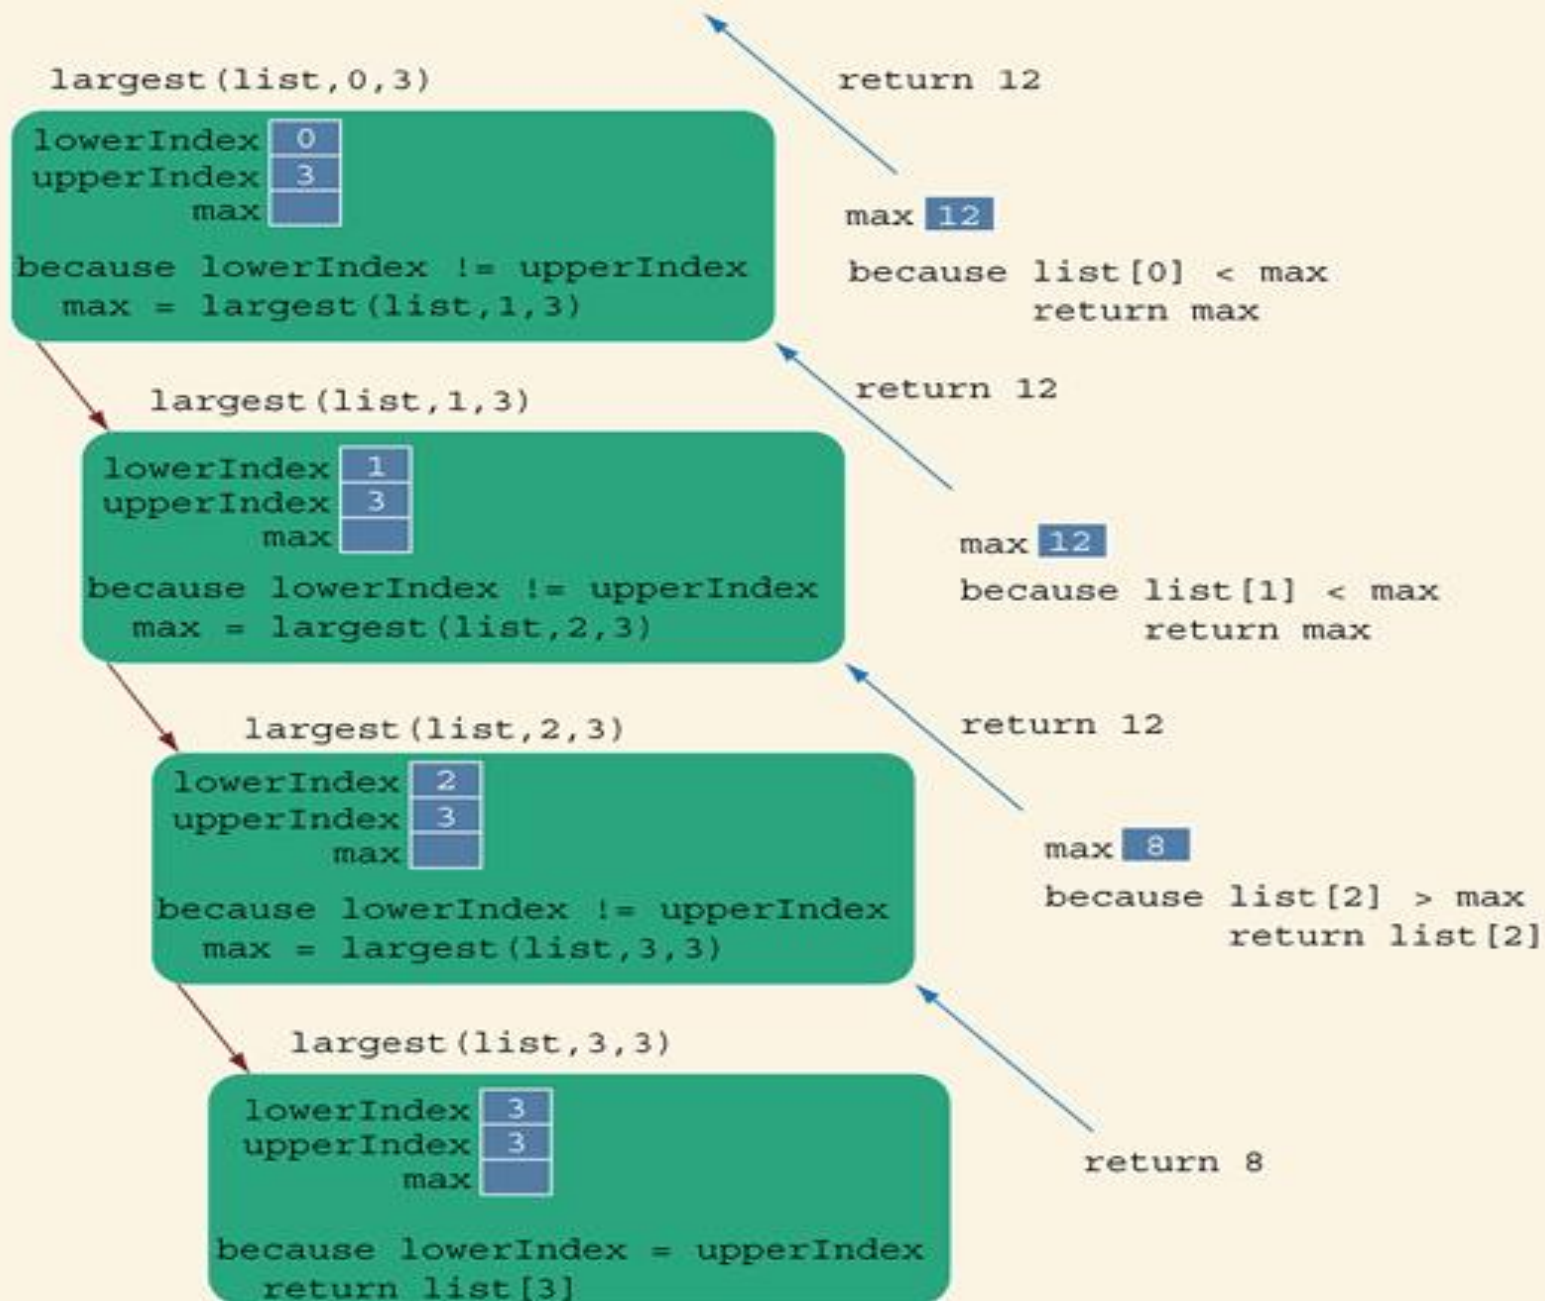 largest(list,0,3)
return 12
lowerIndex 0
upperIndex 3
max
because lowerIndex != upperIndex
max = largest(list,1,3)
max 12
because list[0] < max
return max
largest(list,1,3)
return 12
lowerIndex 1
upperIndex 3
max
because lowerIndex != upperIndex
max = largest(list,2,3)
max 12
because list[1] < max
return max
largest(list,2,3)
return 12
lowerIndex 2
upperIndex 3
max
because lowerIndex != upperIndex
max = largest(list,3,3)
max 8
because list[2] > max
return list[2]
largest(list,3,3)
lowerIndex 3
upperIndex 3
max
return 8
because lowerIndex = upperIndex
return list[3]